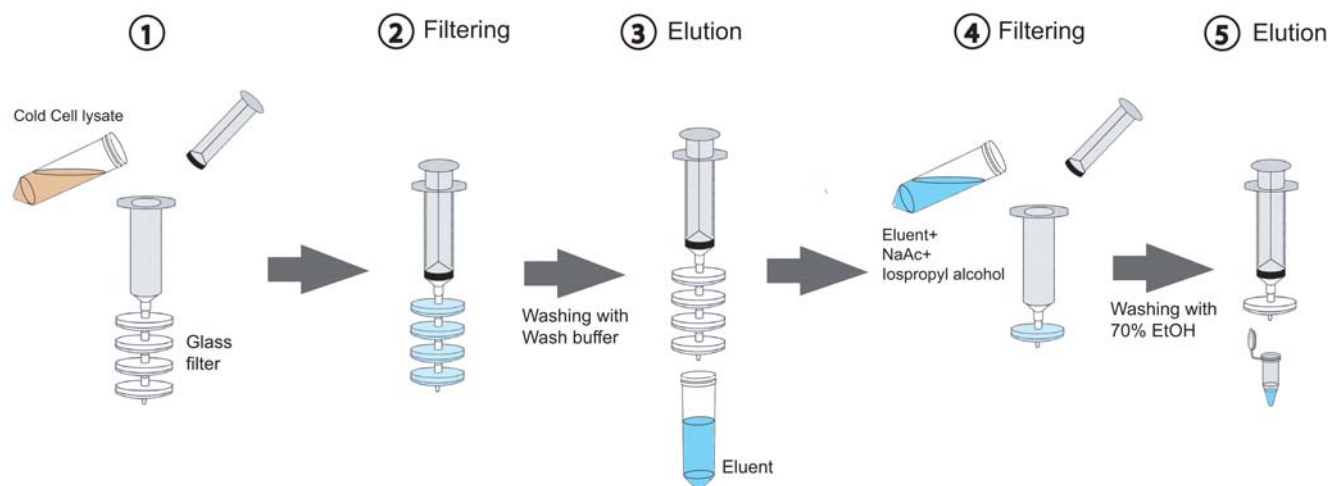 ① 
② Filtering
③ Elution
④ Filtering
⑤ Elution
Cold Cell lysate
Glass
filter
Washing with
Wash buffer
Eluent
Eluent+
NaAc+
Iospropyl alcohol
Washing with
70% EtOH